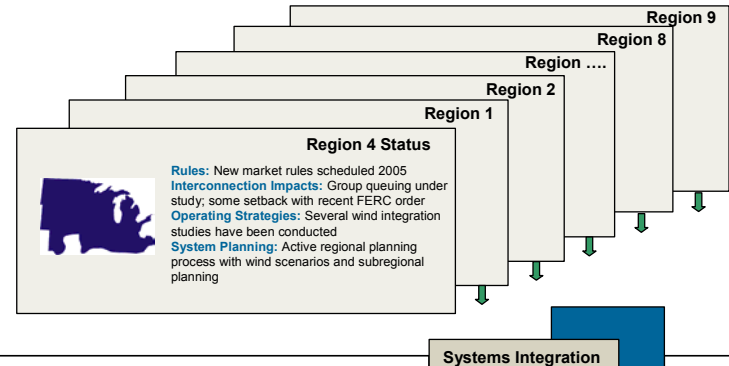 Region 9
Region 8
Region ....
Region 2
Region 1
Region 4 Status
Rules: New market rules scheduled 2005
Interconnection Impacts: Group queuing under
study; some setback with recent FERC order
Operating Strategies: Several wind integration
studies have been conducted
System Planning: Active regional planning
process with wind scenarios and subregional
planning
Systems Integration